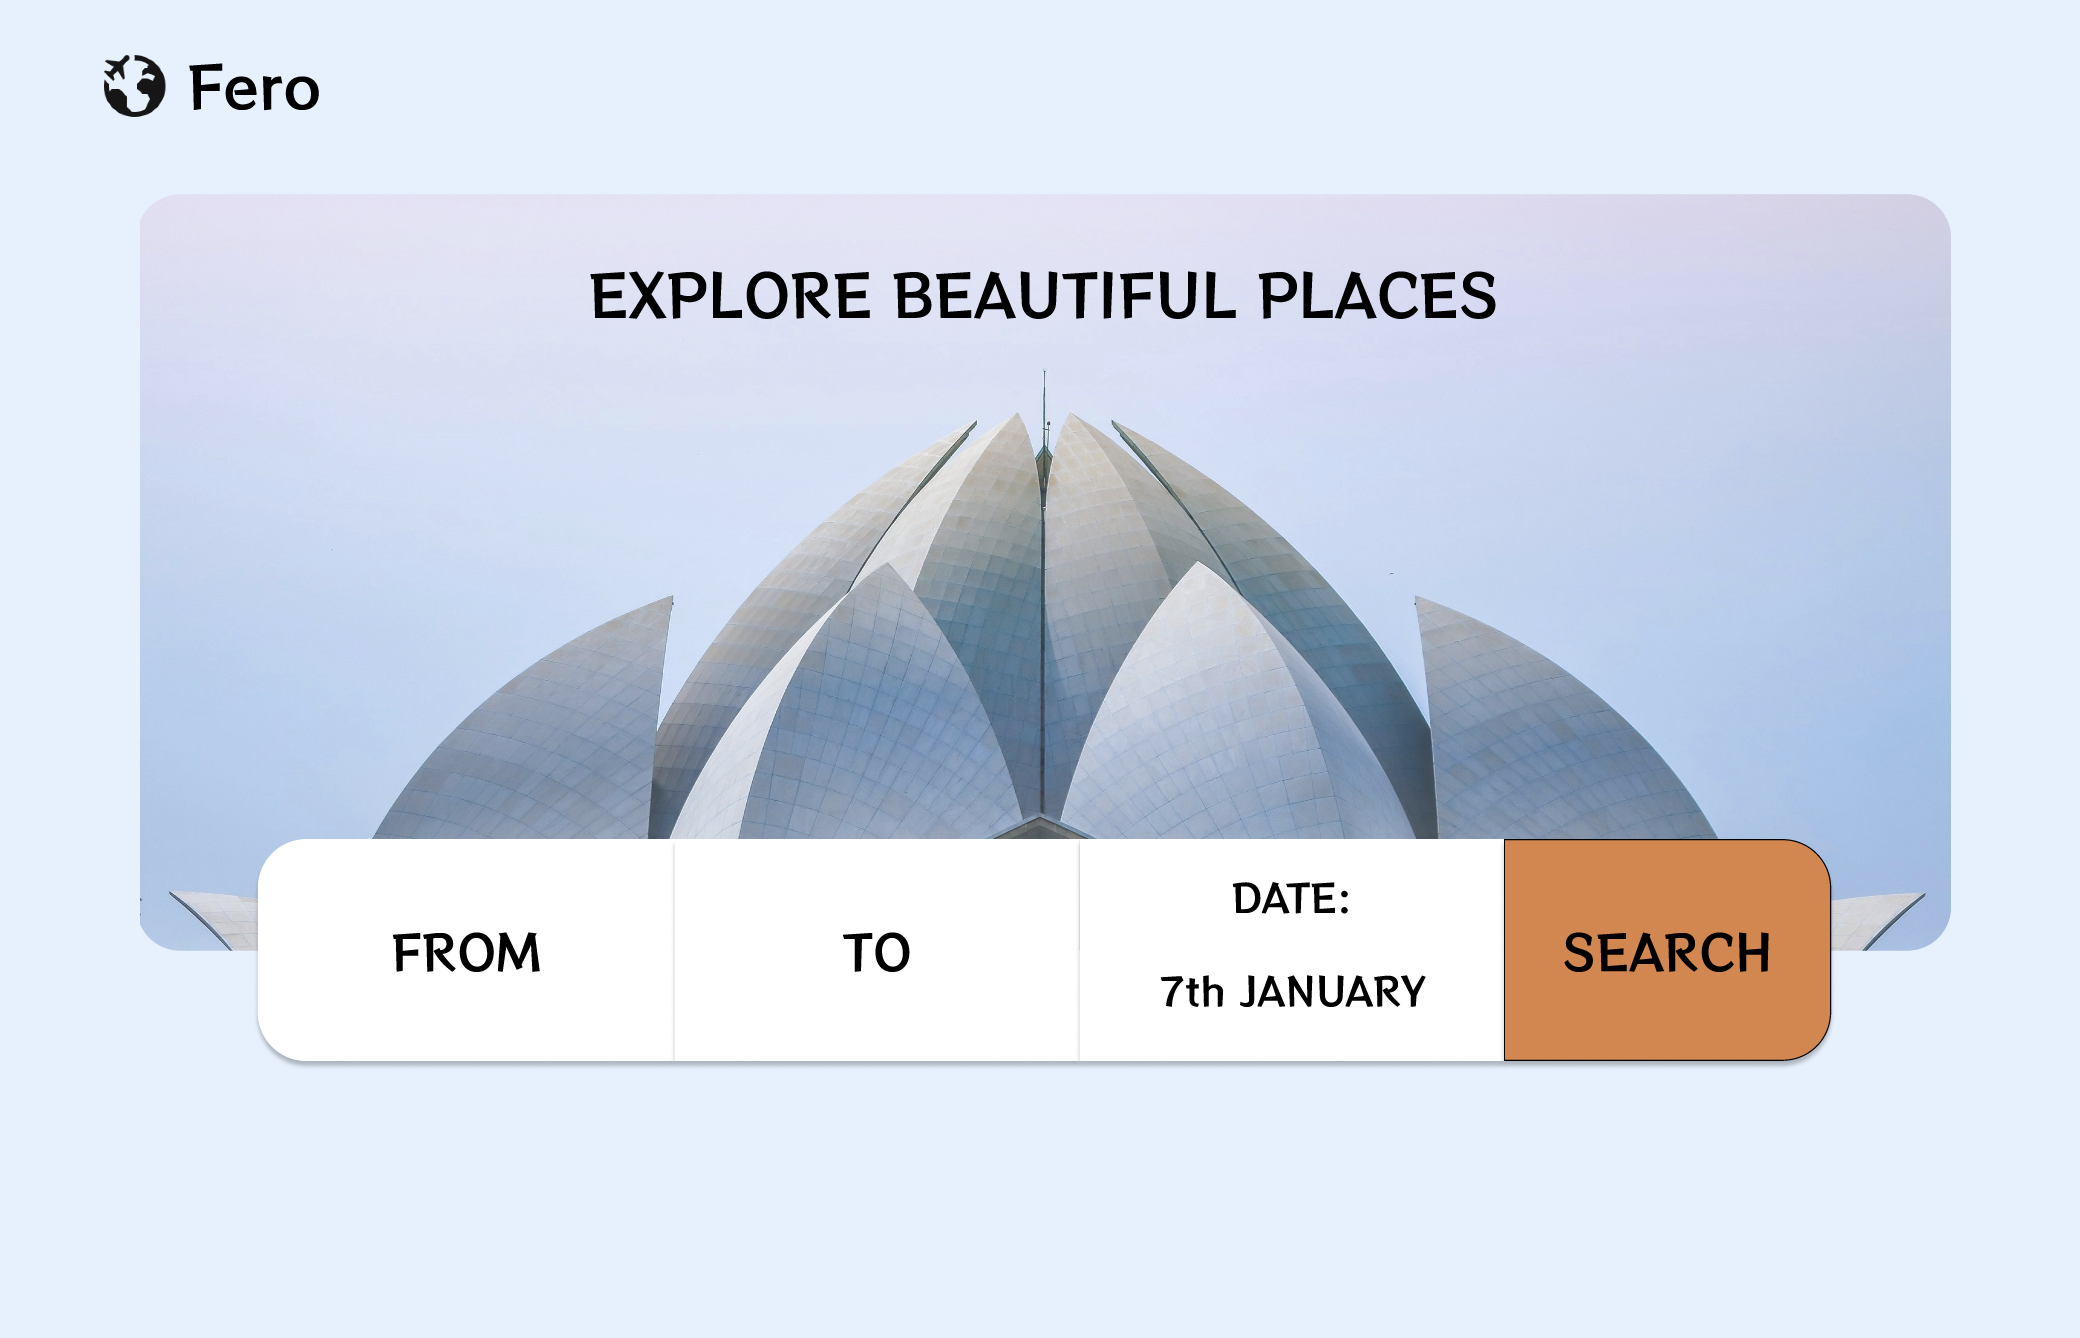 Fero
EXPLORE BEAUTIFUL PLACES
FROM
TO
DATE:
7th JANUARY
SEARCH